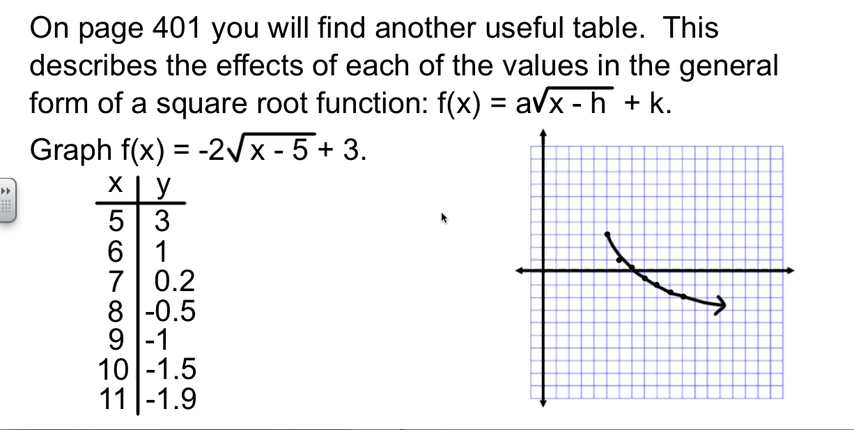 On page 401 you will find another useful table.  This
describes the effects of each of the values in the general
form of a square root function: f(x) = a√x - h + k.
Graph f(x) = -2√x - 5 + 3.
x | y
5 | 3
6 | 1
7 | 0.2
8 | -0.5
9 | -1
10 | -1.5
11 | -1.9